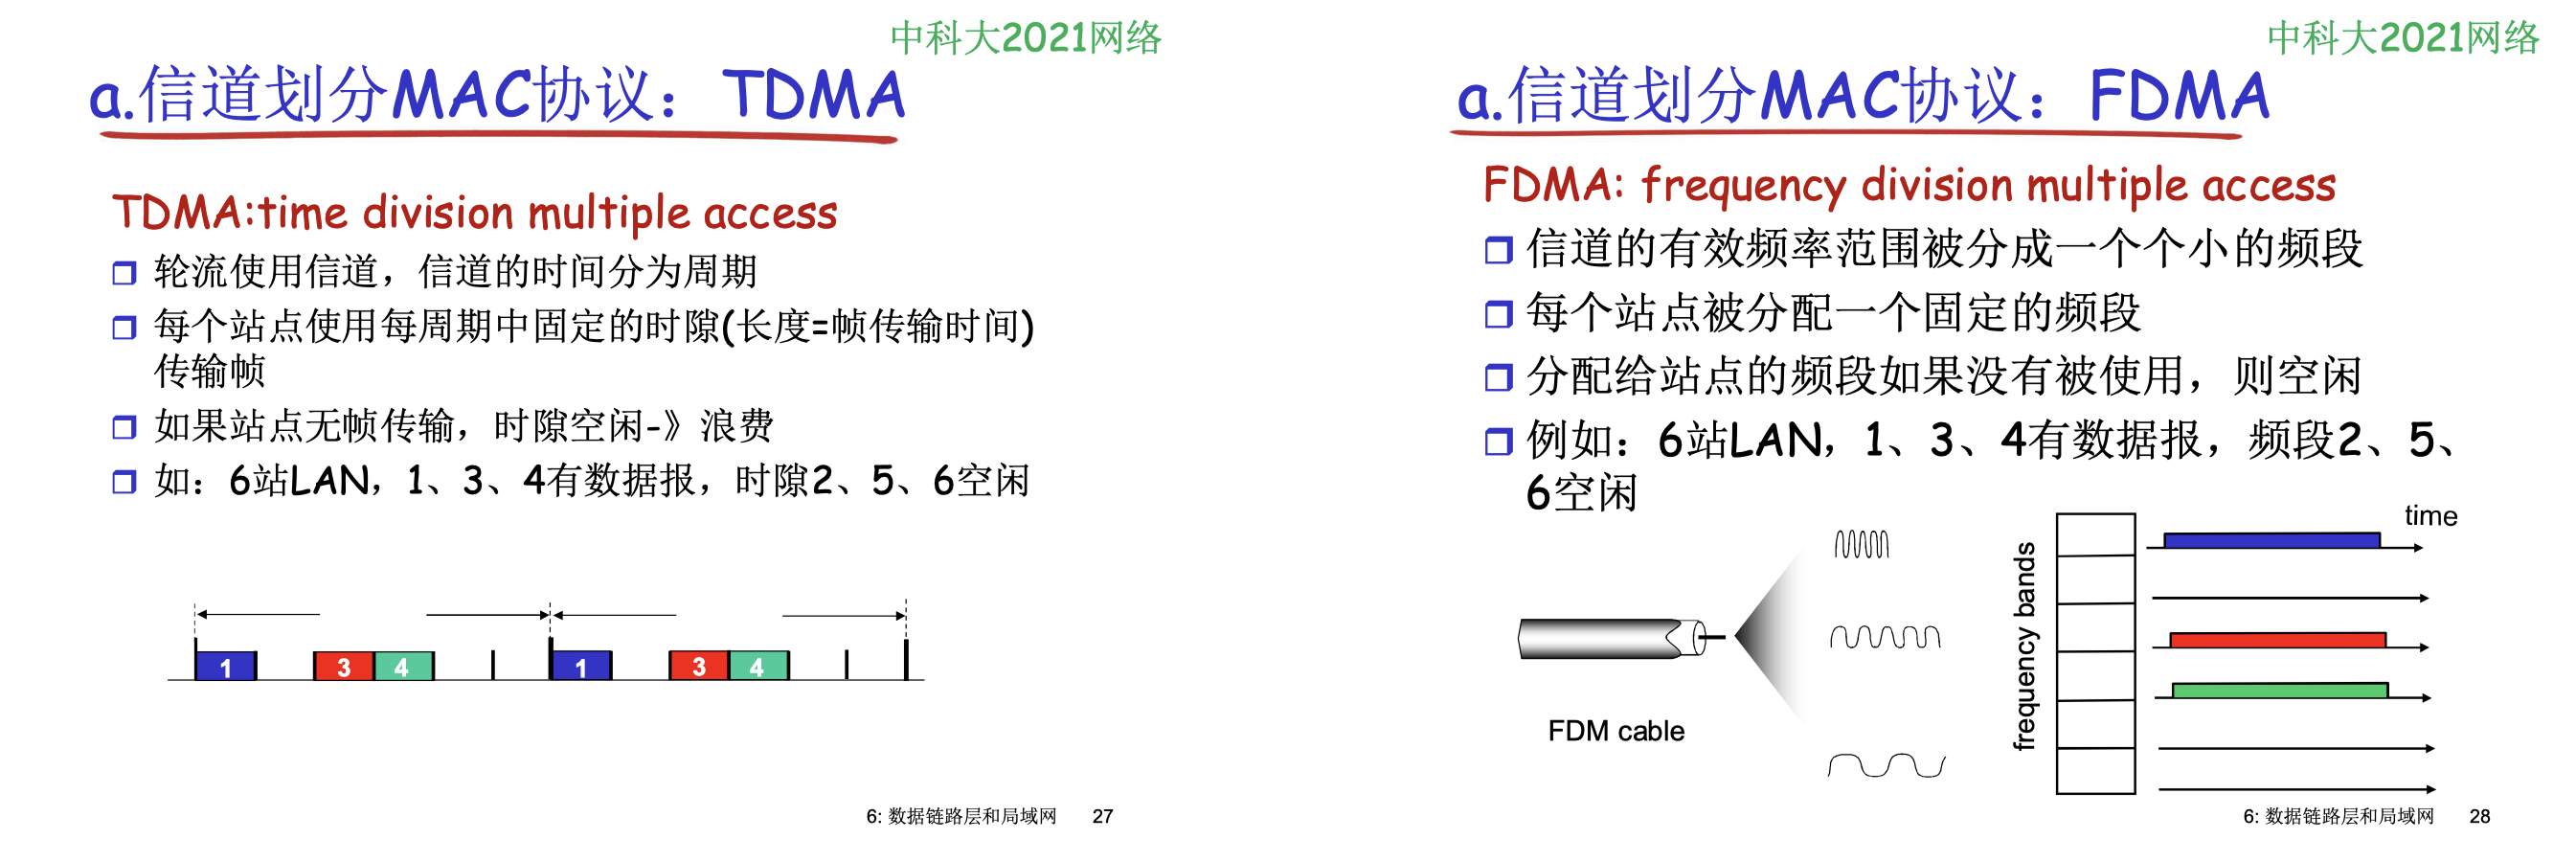 中科大2021网络
a.信道划分MAC协议：TDMA
TDMA:time division multiple access
轮流使用信道，信道的时间分为周期
每个站点使用每周期中固定的时隙(长度=帧传输时间)
传输帧
如果站点无帧传输，时隙空闲-》浪费
如：6站LAN，1、3、4有数据报，时隙2、5、6空闲
1 3 4 1 3 4
6: 数据链路层和局域网 27
中科大2021网络
a.信道划分MAC协议：FDMA
FDMA: frequency division multiple access
信道的有效频率范围被分成一个个小的频段
每个站点被分配一个固定的频段
分配给站点的频段如果没有被使用，则空闲
例如：6站LAN，1、3、4有数据报，频段2、5、
6空闲
FDM cable
frequency bands
time
6: 数据链路层和局域网 28